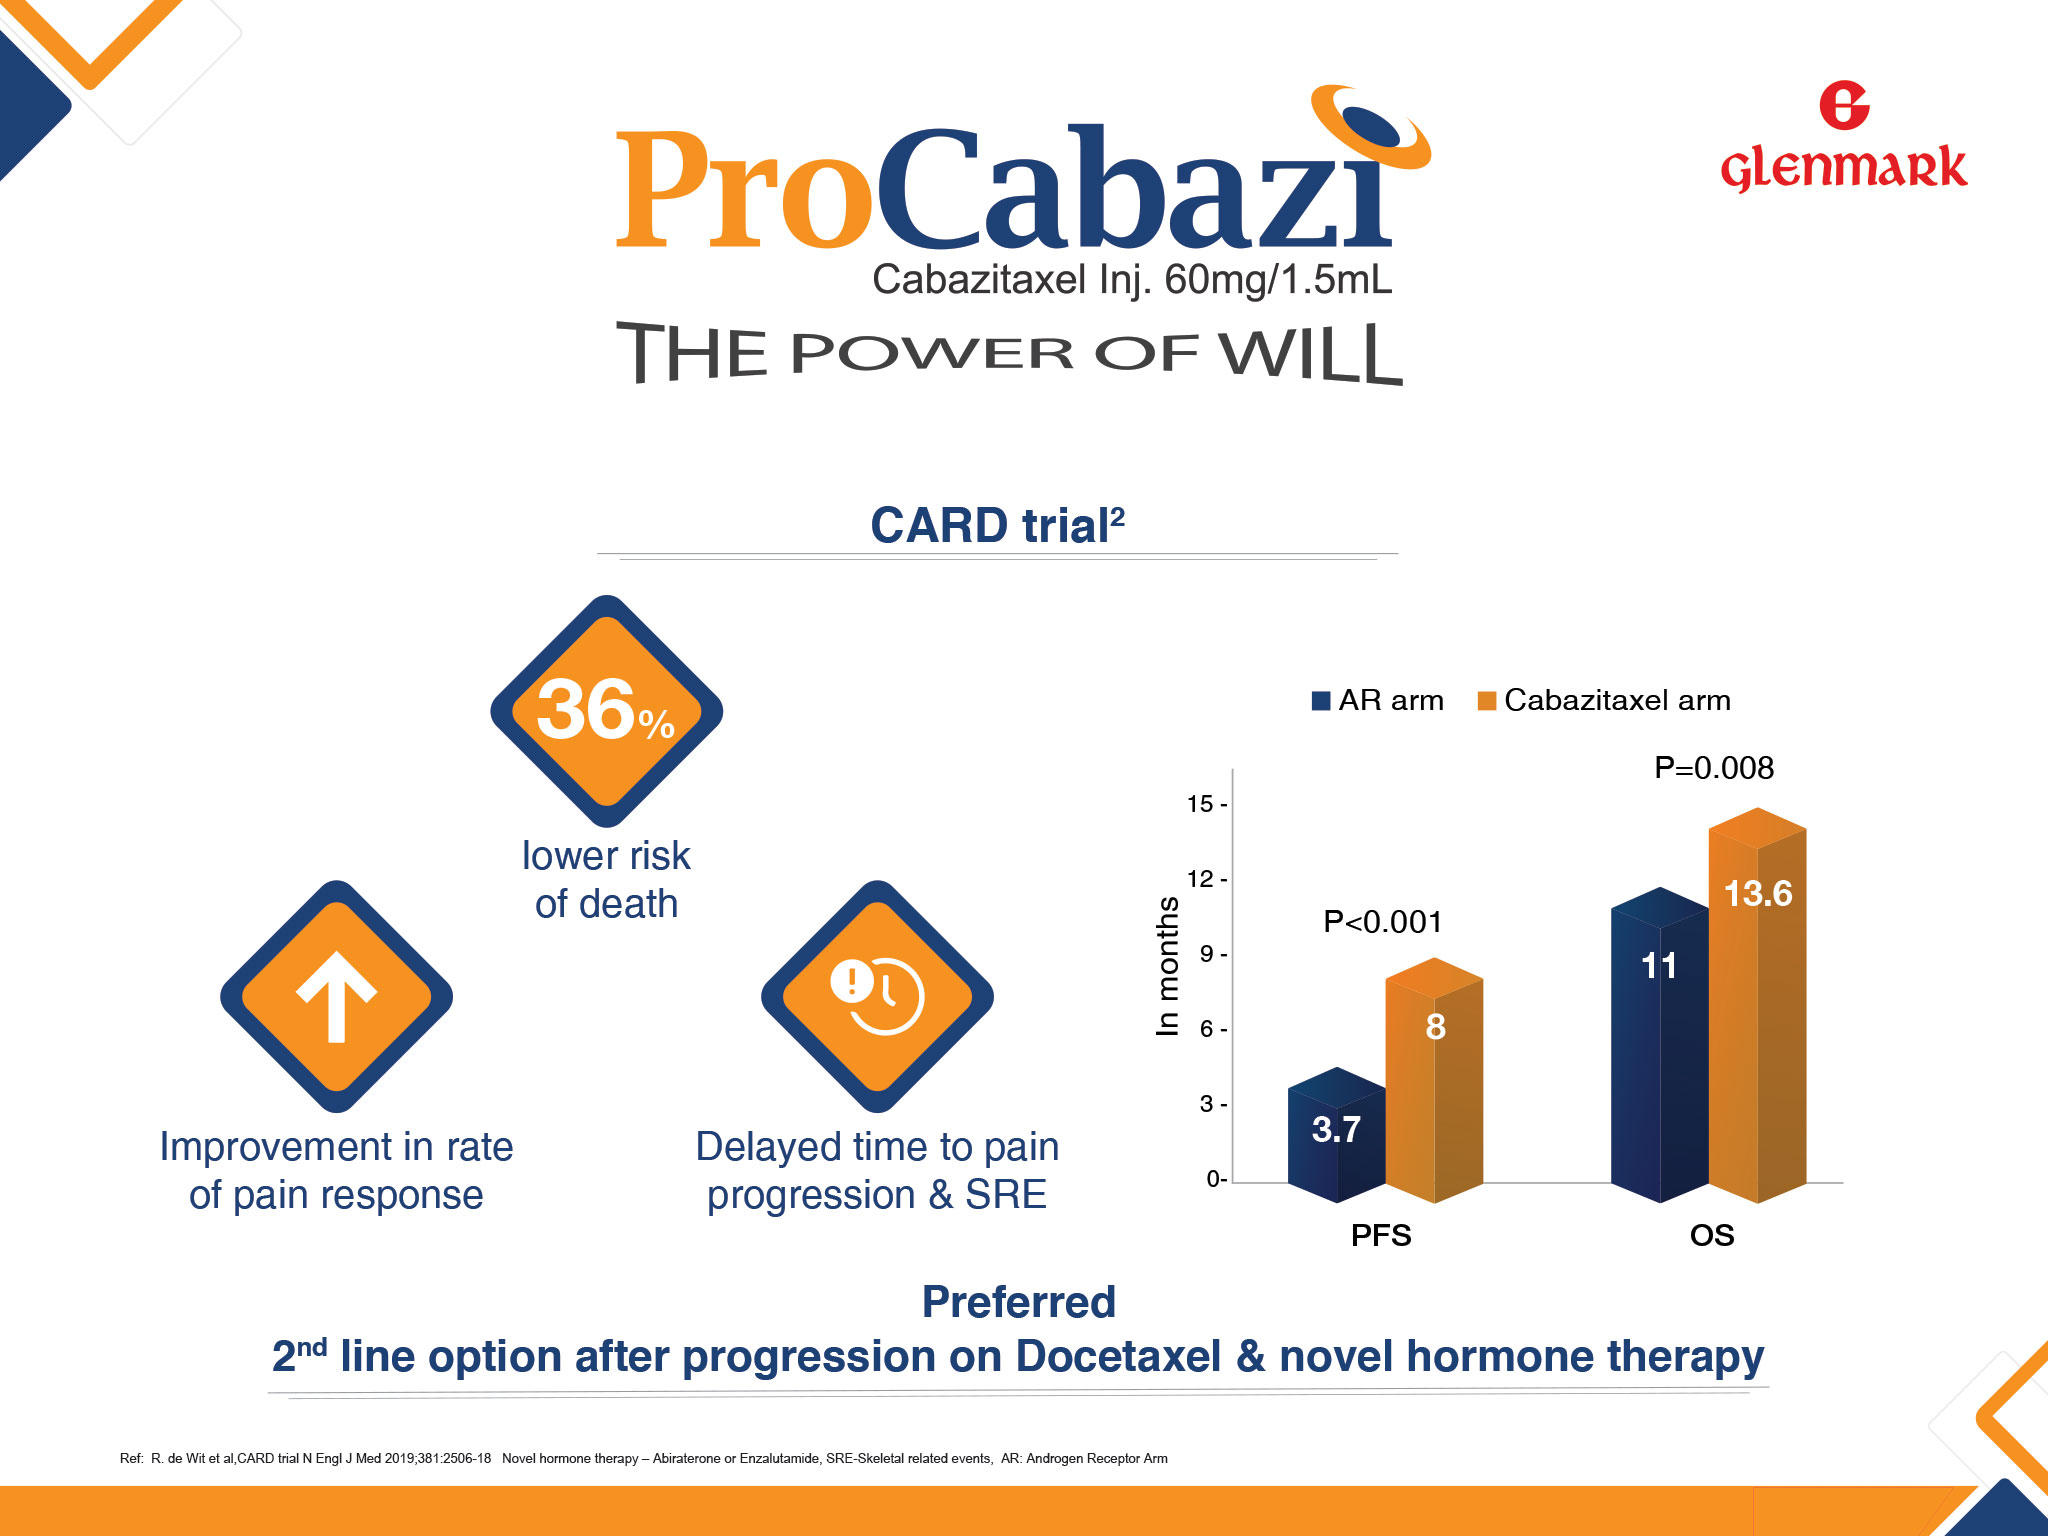 ProCabazi
GLENMARK
Cabazitaxel Inj. 60mg/1.5mL
THE POWER OF WILL
CARD trial²
36%
lower risk
of death
Improvement in rate
of pain response
Delayed time to pain
progression & SRE
AR arm Cabazitaxel arm
P=0.008
P<0.001
In months
15 -
12 -
9 -
6 -
3 -
0-
3.7
8
11
13.6
PFS
OS
Preferred
2nd line option after progression on Docetaxel & novel hormone therapy
Ref: R. de Wit et al,CARD trial N Engl J Med 2019;381:2506-18 Novel hormone therapy – Abiraterone or Enzalutamide, SRE-Skeletal related events, AR: Androgen Receptor Arm